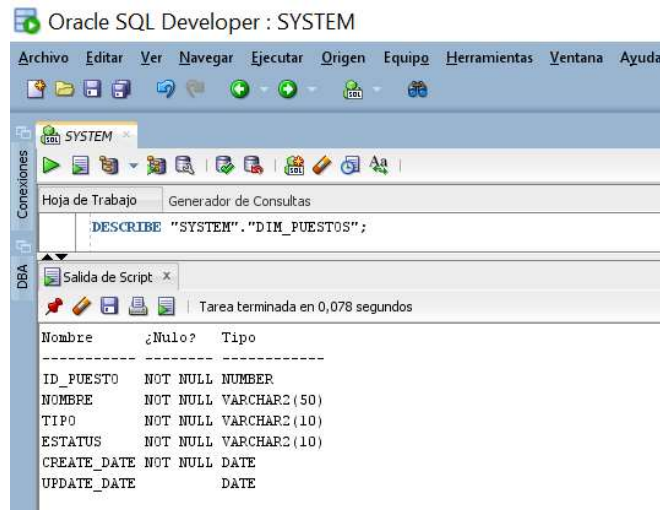 Oracle SQL Developer : SYSTEM
Archivo Editar Ver Navegar Ejecutar Origen Equipo Herramientas Ventana Ayuda
SYSTEM
Conexiones
Hoja de Trabajo Generador de Consultas
DESCRIBE "SYSTEM"."DIM_PUESTOS";
DBA
Salida de Script
Tarea terminada en 0,078 segundos
Nombre ¿Nulo? Tipo
----------- -------- ------------
ID_PUESTO NOT NULL NUMBER
NOMBRE NOT NULL VARCHAR2(50)
TIPO NOT NULL VARCHAR2(10)
ESTATUS NOT NULL VARCHAR2(10)
CREATE_DATE NOT NULL DATE
UPDATE_DATE DATE